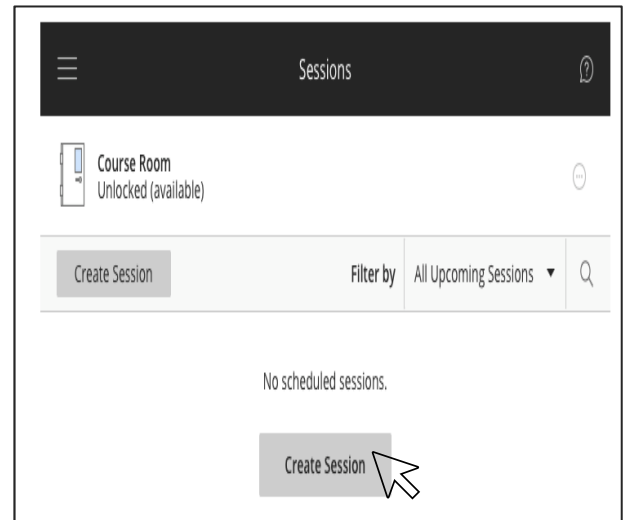 Sessions
Course Room
Unlocked (available)
Create Session Filter by All Upcoming Sessions
No scheduled sessions.
Create Session